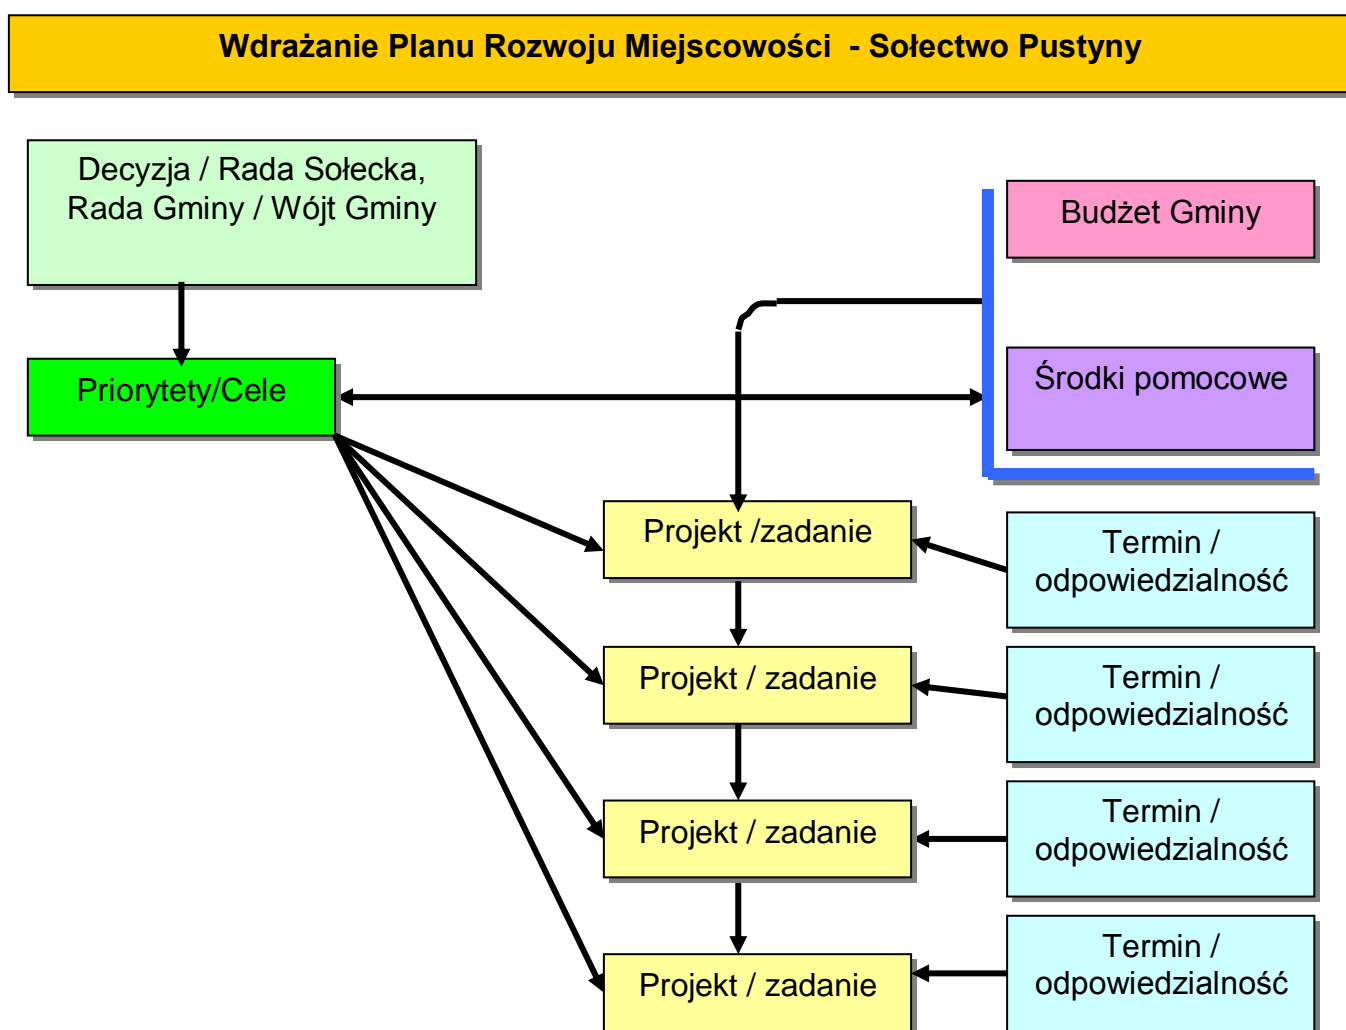 Wdrażanie Planu Rozwoju Miejscowości - Sołectwo Pustyny
Decyzja / Rada Sołecka,
Rada Gminy / Wójt Gminy
Budżet Gminy
Priorytety/Cele
Środki pomocowe
Projekt /zadanie
Termin /
odpowiedzialność
Projekt / zadanie
Termin /
odpowiedzialność
Projekt / zadanie
Termin /
odpowiedzialność
Projekt / zadanie
Termin /
odpowiedzialność